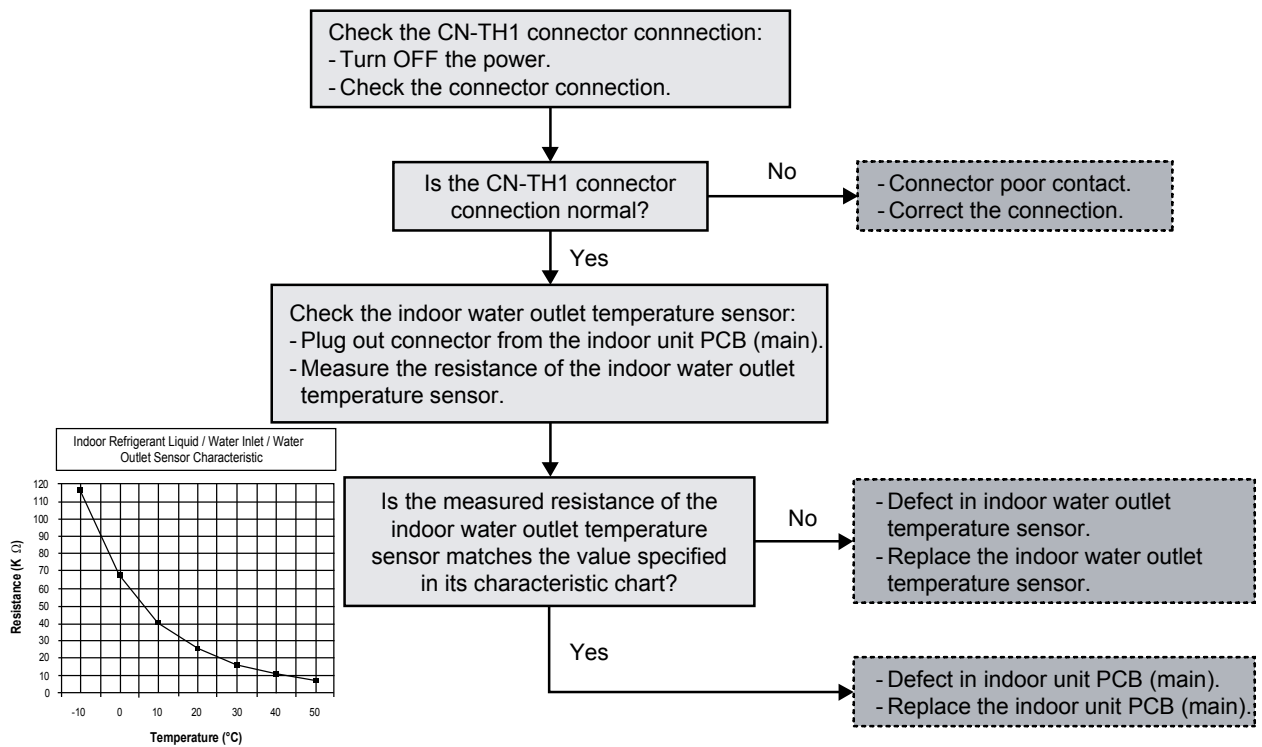 Check the CN-TH1 connector connnection:
- Turn OFF the power.
- Check the connector connection.
Is the CN-TH1 connector
connection normal?
No
- Connector poor contact.
- Correct the connection.
Yes
Check the indoor water outlet temperature sensor:
- Plug out connector from the indoor unit PCB (main).
- Measure the resistance of the indoor water outlet
temperature sensor.
Indoor Refrigerant Liquid / Water Inlet / Water
Outlet Sensor Characteristic
Resistance (K Ω)
120
110
100
90
80
70
60
50
40
30
20
10
0
-10 0 10 20 30 40 50
Temperature (°C)
Is the measured resistance of the
indoor water outlet temperature
sensor matches the value specified
in its characteristic chart?
No
- Defect in indoor water outlet
temperature sensor.
- Replace the indoor water outlet
temperature sensor.
Yes
- Defect in indoor unit PCB (main).
- Replace the indoor unit PCB (main).